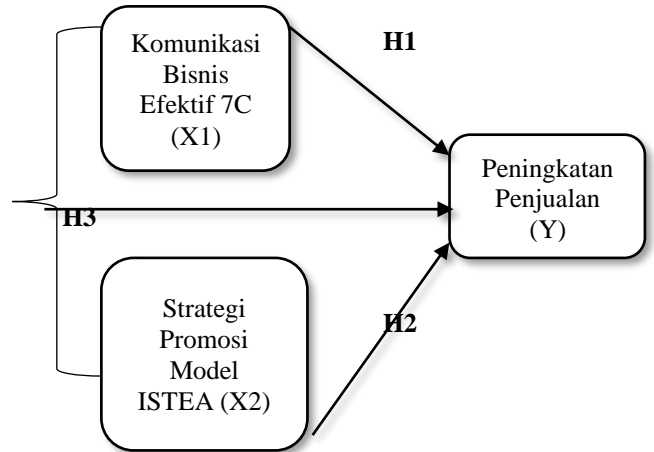 Komunikasi
Bisnis
Efektif 7C
(X1)
H1
Peningkatan
Penjualan
(Y)
H3
Strategi
Promosi
Model
ISTEA (X2)
H2